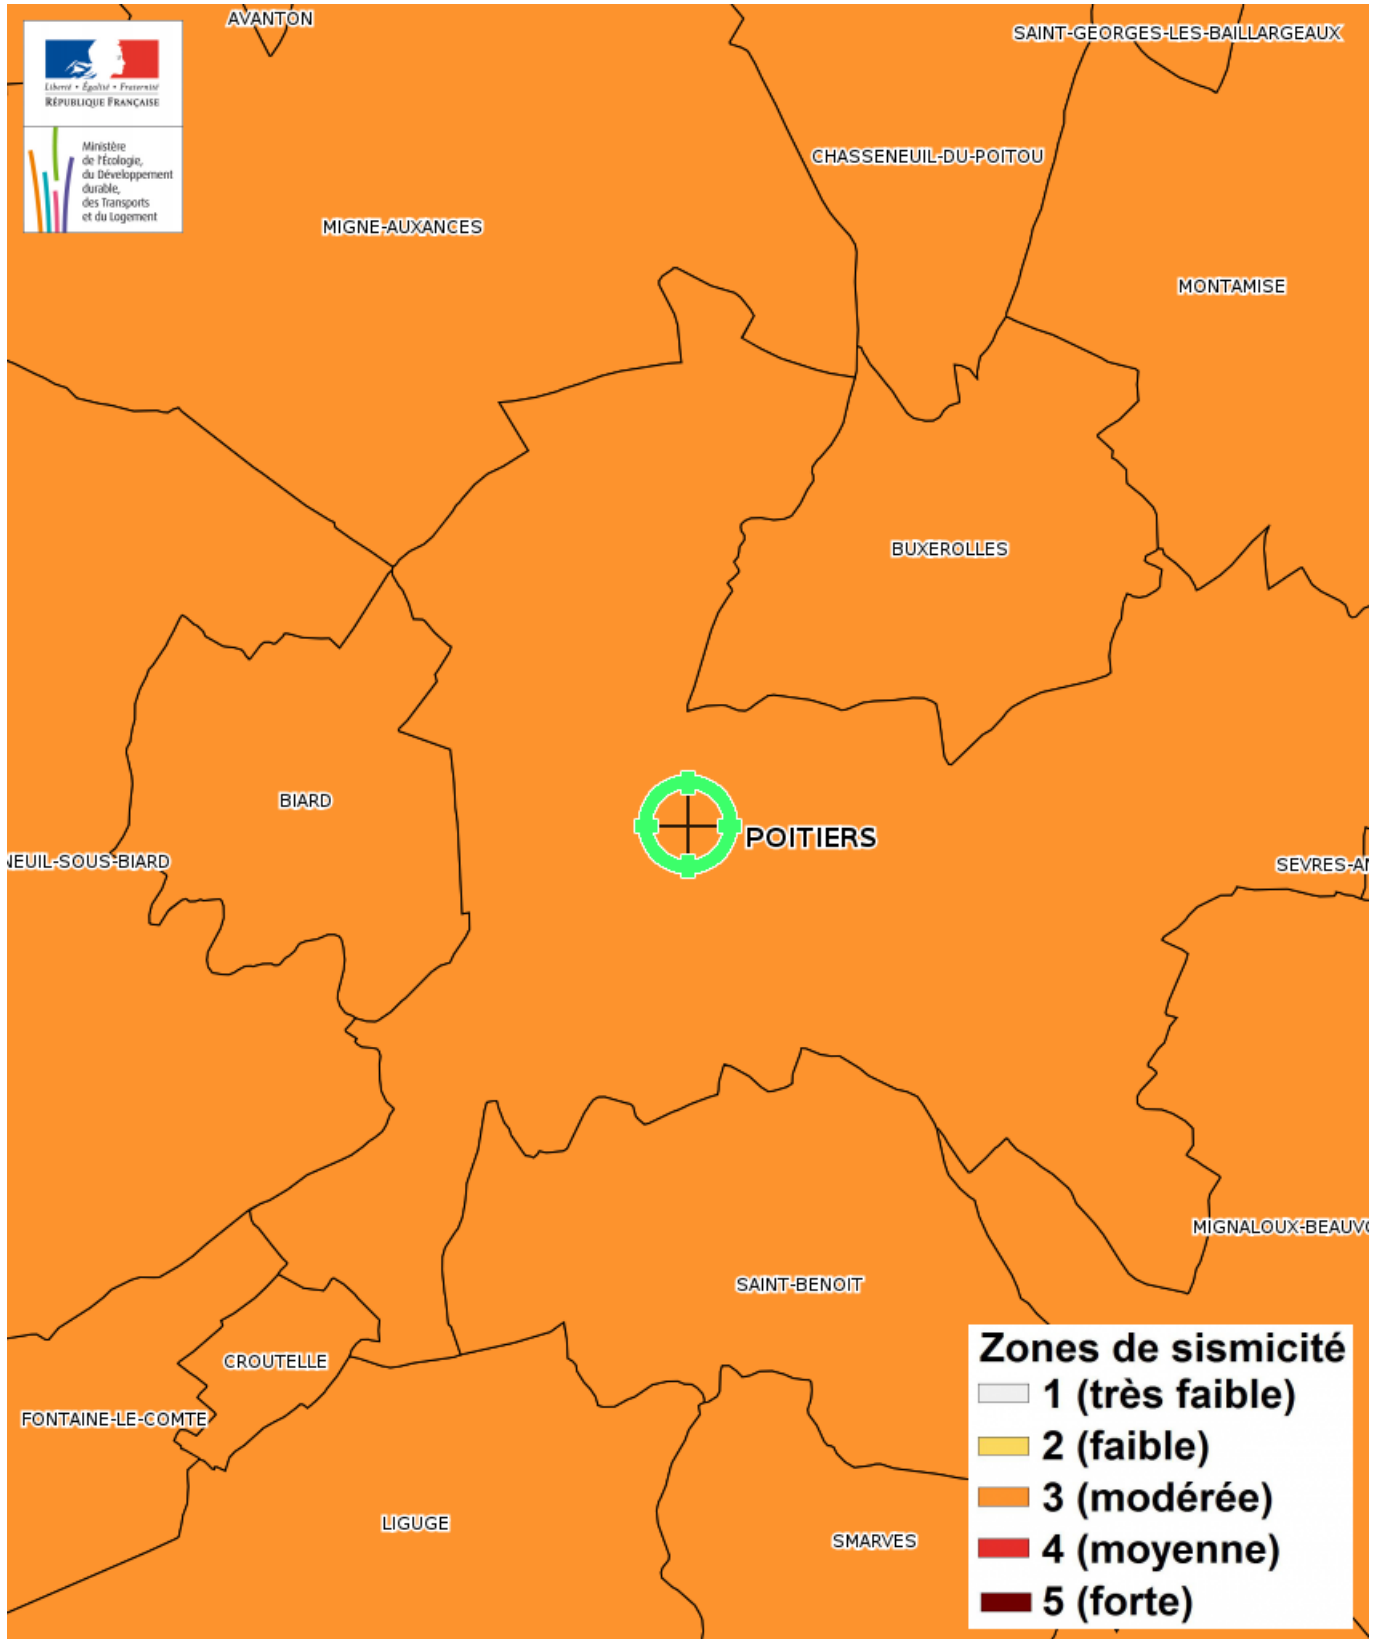 AVANTON
SAINT-GEORGES-LES-BAILLARGEAUX
Liberté • Égalité • Fraternité
RÉPUBLIQUE FRANÇAISE
Ministère
de l'Écologie,
du Développement
durable,
des Transports
et du Logement
CHASSENEUIL-DU-POITOU
MIGNE-AUXANCES
MONTAMISE
BUXEROLLES
BIARD
POITIERS
NEUIL-SOUS-BIARD
SEVRES-AN
MIGNALOUX-BEAUVO
SAINT-BENOIT
CROUTELLE
FONTAINE-LE-COMTE
LIGUGE
SMARVES
Zones de sismicité
1 (très faible)
2 (faible)
3 (modérée)
4 (moyenne)
5 (forte)